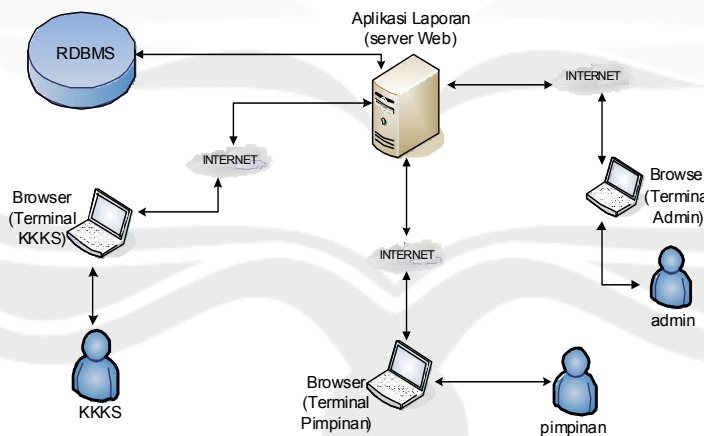 Aplikasi Laporan
(server Web)
RDBMS
INTERNET
INTERNET
Browser
(Terminal
KKKS)
Browse
(Termina
Admin)
INTERNET
admin
KKKS
Browser
(Terminal
Pimpinan)
pimpinan